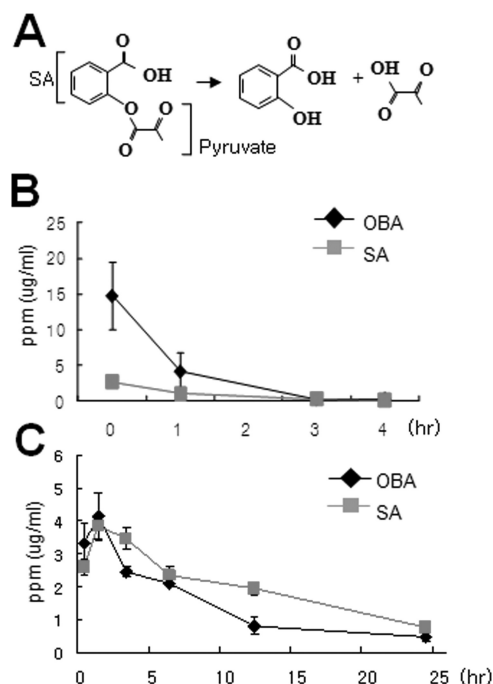 A
SA
O
OH
O
O
O
Pyruvate
O
OH
OH
+
OH
O
O
B
ppm (ug/ml)
25
20
15
10
5
0
OBA
SA
0 1 2 3 4 (hr)
C
ppm (ug/ml)
6
5
4
3
2
1
0
OBA
SA
0 5 10 15 20 25 (hr)